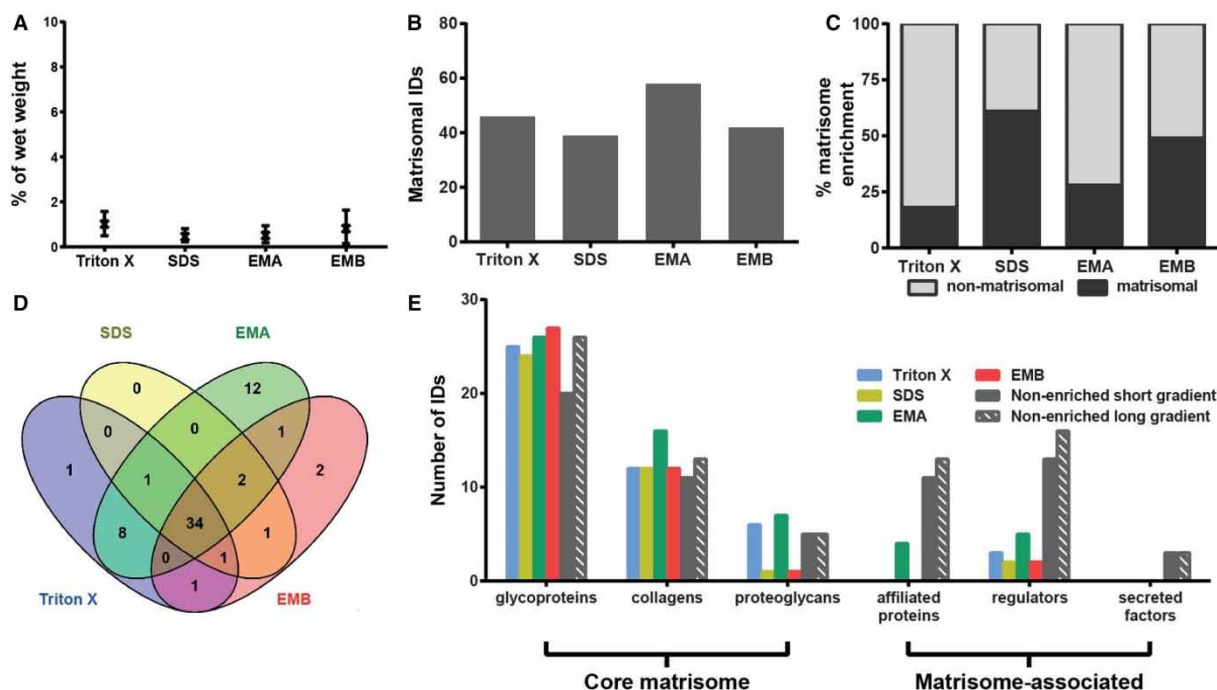 A
% of wet weight
10
8
6
4
2
0
Triton X SDS EMA EMB
B
Matrisomal IDs
80
60
40
20
0
Triton X SDS EMA EMB
C
% matrisome
enrichment
100
75
50
25
0
Triton X SDS EMA EMB
non-matrisomal matrisomal
D
SDS EMA
0 12
0 0 1
1 1 2 2
8 34 1
0 1
1
Triton X EMB
E
Number of IDs
30
20
10
0
Triton X EMB
SDS Non-enriched short gradient
EMA Non-enriched long gradient
glycoproteins collagens proteoglycans affiliated proteins regulators secreted factors
Core matrisome Matrisome-associated